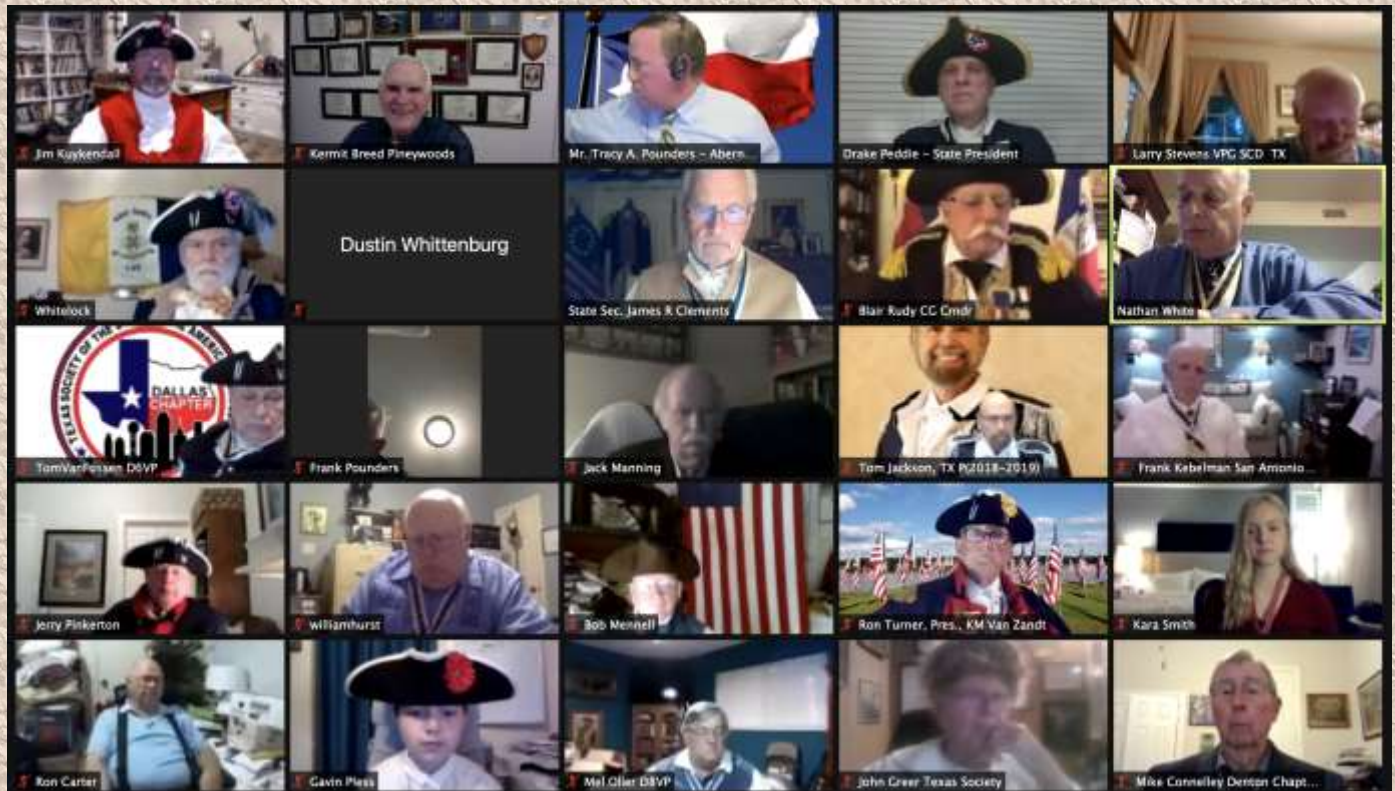 Jim Kuykendall
Kermit Breed Pineywoods
Mr. Tracy A. Pounders – Abern...
Drake Peddie – State President
Larry Stevens VPG SCD TX
Whitelock
Dustin Whittenburg
State Sec. James R Clements
Blair Rudy CG Cmdr
Nathan White
TEXAS SOCIETY OF THE AMERICA
DALLAS
CHAPTER
TomVanFossen D6VP
Frank Pounders
Jack Manning
Tom Jackson, TX P(2018-2019)
Frank Kebelman San Antonio...
Jerry Pinkerton
williamhurst
Bob Mennell
Ron Turner, Pres., KM Van Zandt
Kara Smith
Ron Carter
Gavin Pless
Mel Oller D8VP
John Greer Texas Society
Mike Connelley Denton Chapt...